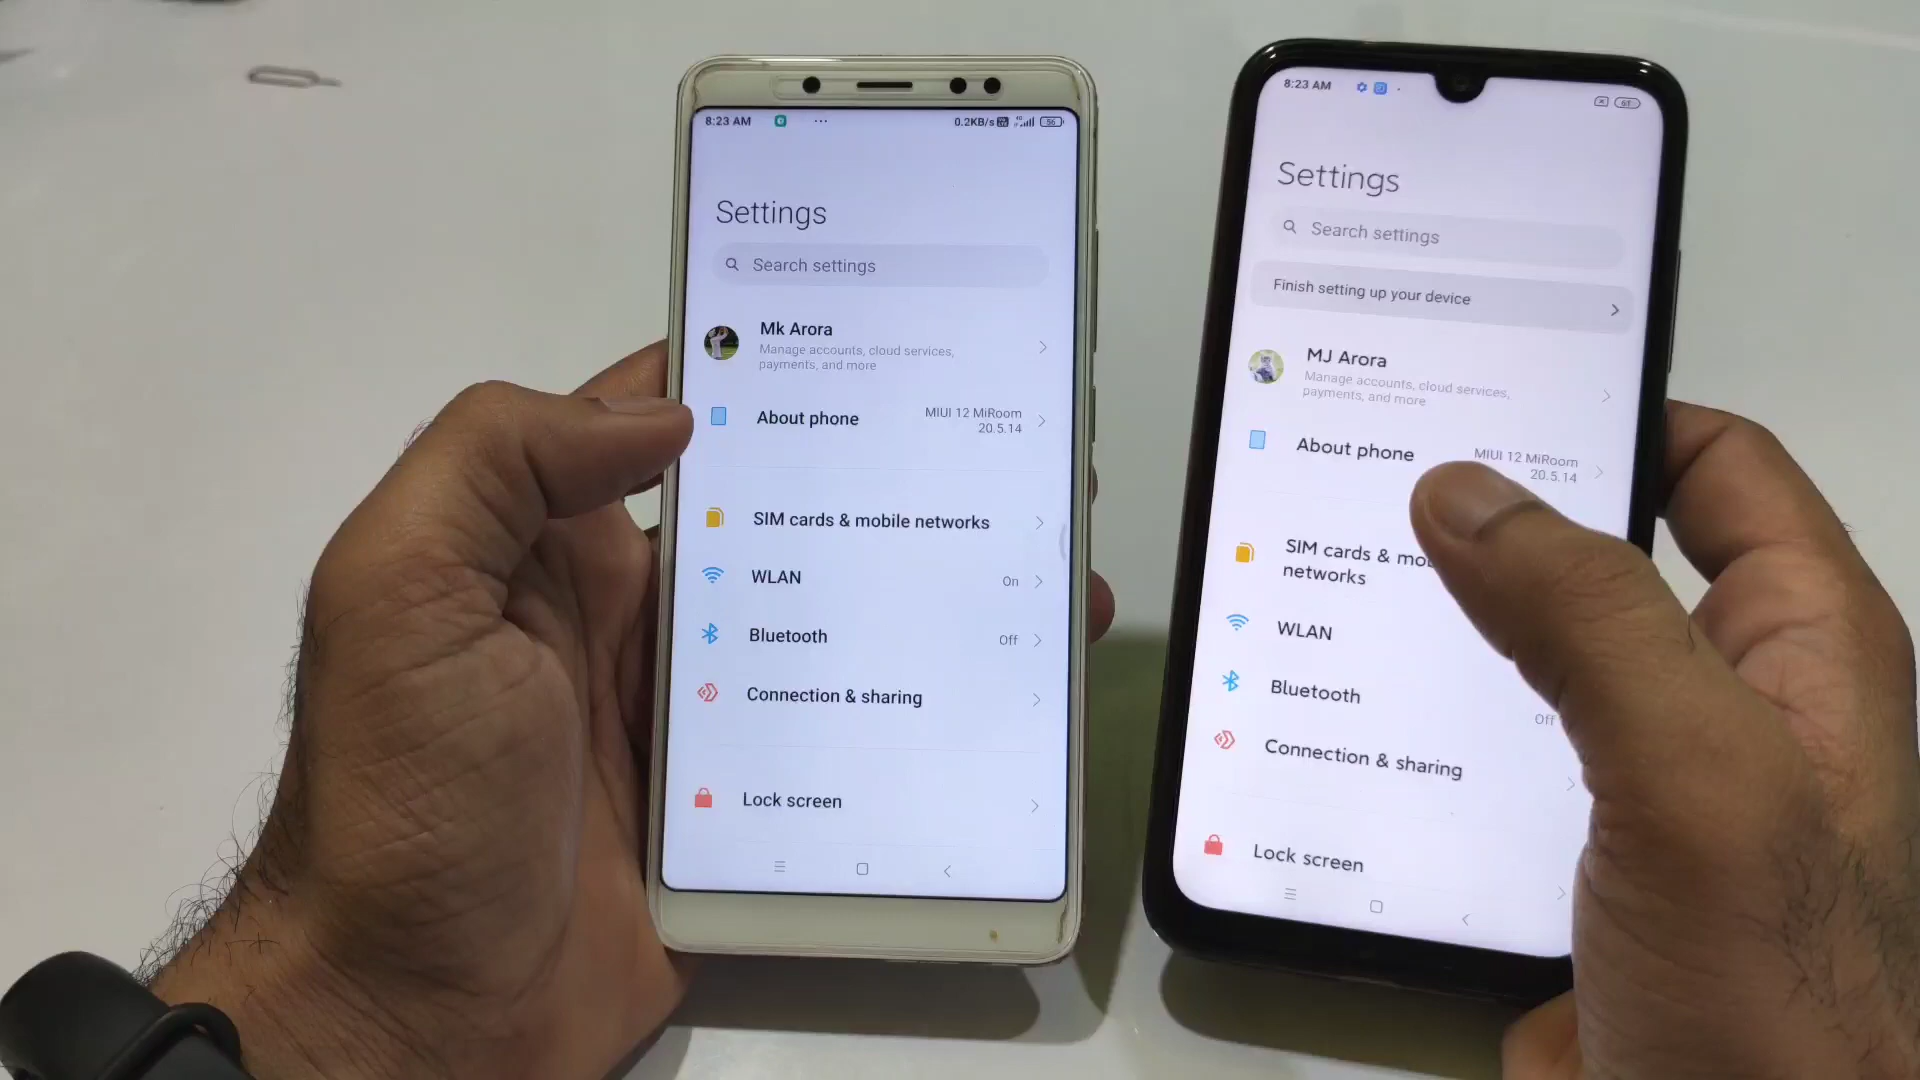 8:23 AM
0.2KB/s
56
Settings
Search settings
Mk Arora
Manage accounts, cloud services,
payments, and more
About phone
MIUI 12 MiRoom
20.5.14
SIM cards & mobile networks
WLAN
On
Bluetooth
Off
Connection & sharing
Lock screen
8:23 AM
61
Settings
Search settings
Finish setting up your device
MJ Arora
Manage accounts, cloud services,
payments, and more
About phone
MIUI 12 MiRoom
20.5.14
SIM cards &
networks
WLAN
Bluetooth
Off
Connection & sharing
Lock screen